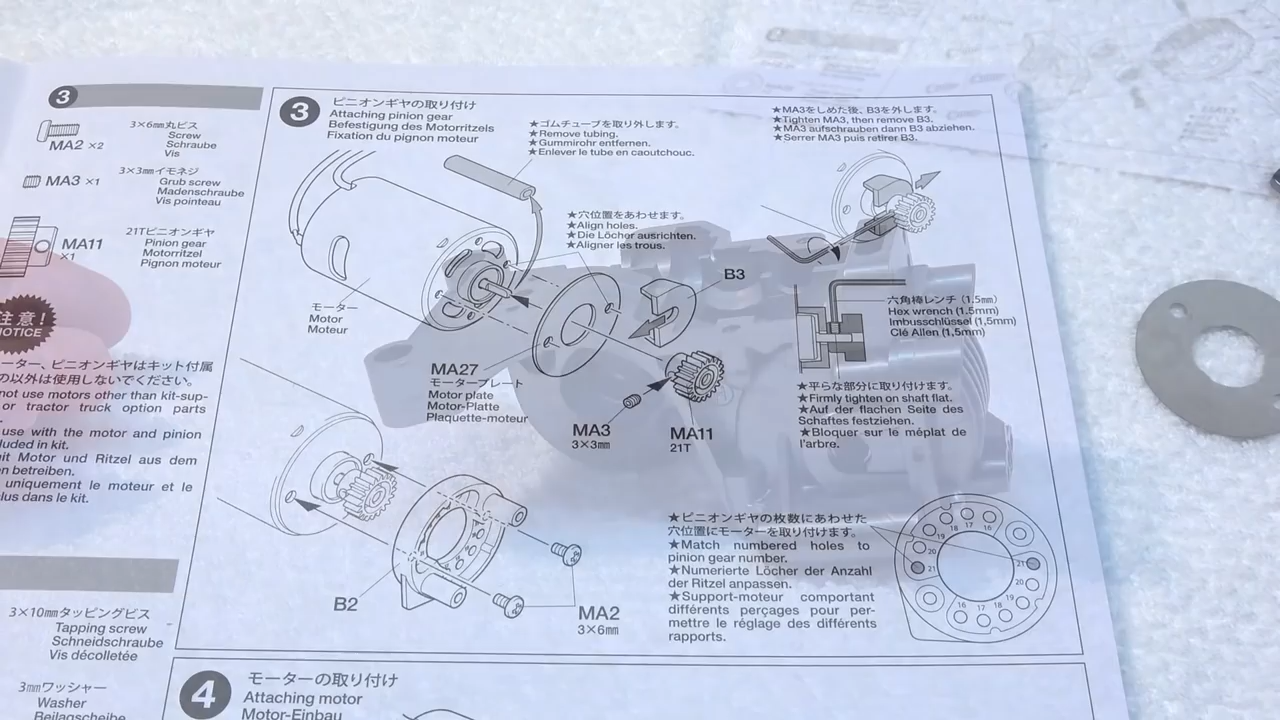 3
3×6mm丸ビス
Screw
Schraube
Vis
MA2 ×2
3×3mmイモネジ
Grub screw
Madenschraube
Vis pointeau
MA3 ×1
MA11
×1
21Tピニオンギヤ
Pinion gear
Motorritzel
Pignon moteur
注意!
NOTICE
ーター、ピニオンギヤはキット付属
の以外は使用しないでください。
not use motors other than kit-sup-
or tractor truck option parts
use with the motor and pinion
luded in kit.
it Motor und Ritzel aus dem
en betreiben.
uniquement le moteur et le
lus dans le kit.
3×10mmタッピングビス
Tapping screw
Schneidschraube
Vis décolletée
3mmワッシャー
Washer
Beilagscheibe
3
ピニオンギヤの取り付け
Attaching pinion gear
Befestigung des Motorritzels
Fixation du pignon moteur
★ゴムチューブを取り外します。
★Remove tubing.
★Gummirohr entfernen.
★Enlever le tube en caoutchouc.
★MA3をしめた後、B3を外します。
★Tighten MA3, then remove B3.
★MA3 aufschrauben dann B3 abziehen.
★Serrer MA3 puis retirer B3.
★穴位置をあわせます。
★Align holes.
★Die Löcher ausrichten.
★Aligner les trous.
B3
モーター
Motor
Moteur
六角棒レンチ (1.5mm)
Hex wrench (1.5mm)
Imbusschlüssel (1,5mm)
Clé Allen (1,5mm)
MA27
モータープレート
Motor plate
Motor-Platte
Plaquette-moteur
MA3
3×3mm
MA11
21T
★平らな部分に取り付けます。
★Firmly tighten on shaft flat.
★Auf der flachen Seite des
Schaftes festziehen.
★Bloquer sur le méplat de
l'arbre.
B2
MA2
3×6mm
★ピニオンギヤの枚数にあわせた
穴位置にモーターを取り付けます。
★Match numbered holes to
pinion gear number.
★Numerierte Löcher der Anzahl
der Ritzel anpassen.
★Support-moteur comportant
différents perçages pour per-
mettre le réglage des différents
rapports.
19 18 17 16
20
21
21
20
19
16 17 18
4
モーターの取り付け
Attaching motor
Motor-Einbau